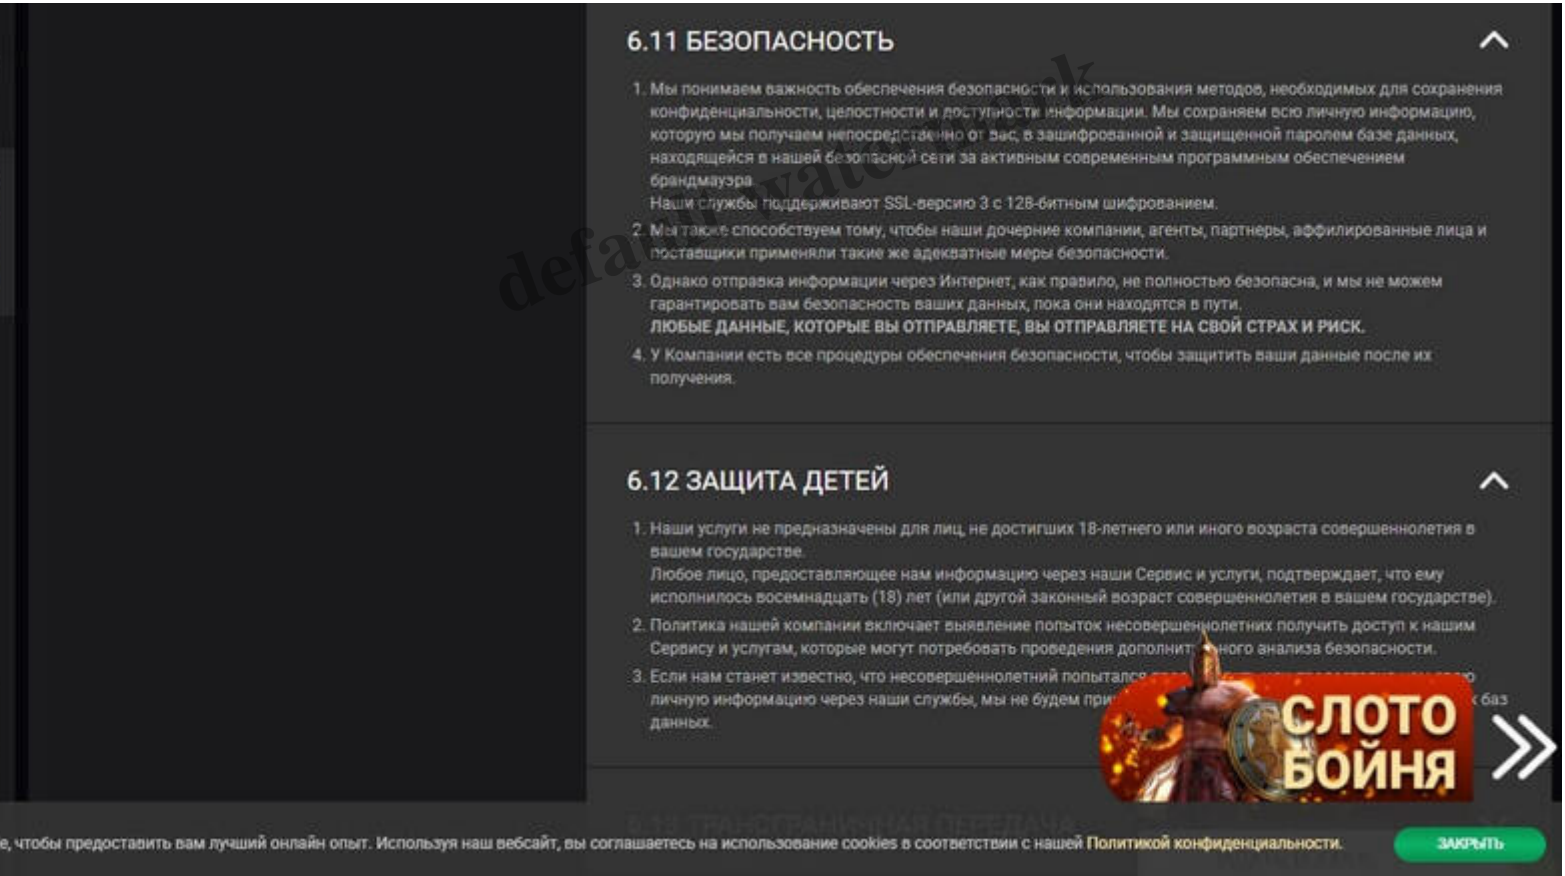 6.11 БЕЗОПАСНОСТЬ
1. Мы понимаем важность обеспечения безопасности и использования методов, необходимых для сохранения
конфиденциальности, целостности и доступности информации. Мы сохраняем всю личную информацию,
которую мы получаем непосредственно от вас, в зашифрованной и защищенной паролем базе данных,
находящейся в нашей безопасной сети за активным современным программным обеспечением
брандмауэра.
Наши службы поддерживают SSL-версию 3 с 128-битным шифрованием.
2. Мы также способствуем тому, чтобы наши дочерние компании, агенты, партнеры, аффилированные лица и
поставщики применяли такие же адекватные меры безопасности.
3. Однако отправка информации через Интернет, как правило, не полностью безопасна, и мы не можем
гарантировать вам безопасность ваших данных, пока они находятся в пути.
ЛЮБЫЕ ДАННЫЕ, КОТОРЫЕ ВЫ ОТПРАВЛЯЕТЕ, ВЫ ОТПРАВЛЯЕТЕ НА СВОЙ СТРАХ И РИСК.
4. У Компании есть все процедуры обеспечения безопасности, чтобы защитить ваши данные после их
получения.
default watermark
6.12 ЗАЩИТА ДЕТЕЙ
1. Наши услуги не предназначены для лиц, не достигших 18-летнего или иного возраста совершеннолетия в
вашем государстве.
Любое лицо, предоставляющее нам информацию через наши Сервис и услуги, подтверждает, что ему
исполнилось восемнадцать (18) лет (или другой законный возраст совершеннолетия в вашем государстве).
2. Политика нашей компании включает выявление попыток несовершеннолетних получить доступ к нашим
Сервису и услугам, которые могут потребовать проведения дополнительного анализа безопасности.
3. Если нам станет известно, что несовершеннолетний попытался
личную информацию через наши службы, мы не будем баз
данных.
СЛОТО
БОЙНЯ
6.13 ТРАНСГРАНИЧНАЯ ПЕРЕДАЧА
чтобы предоставить вам лучший онлайн опыт. Используя наш вебсайт, вы соглашаетесь на использование cookies в соответствии с нашей Политикой конфиденциальности.
ЗАКРЫТЬ